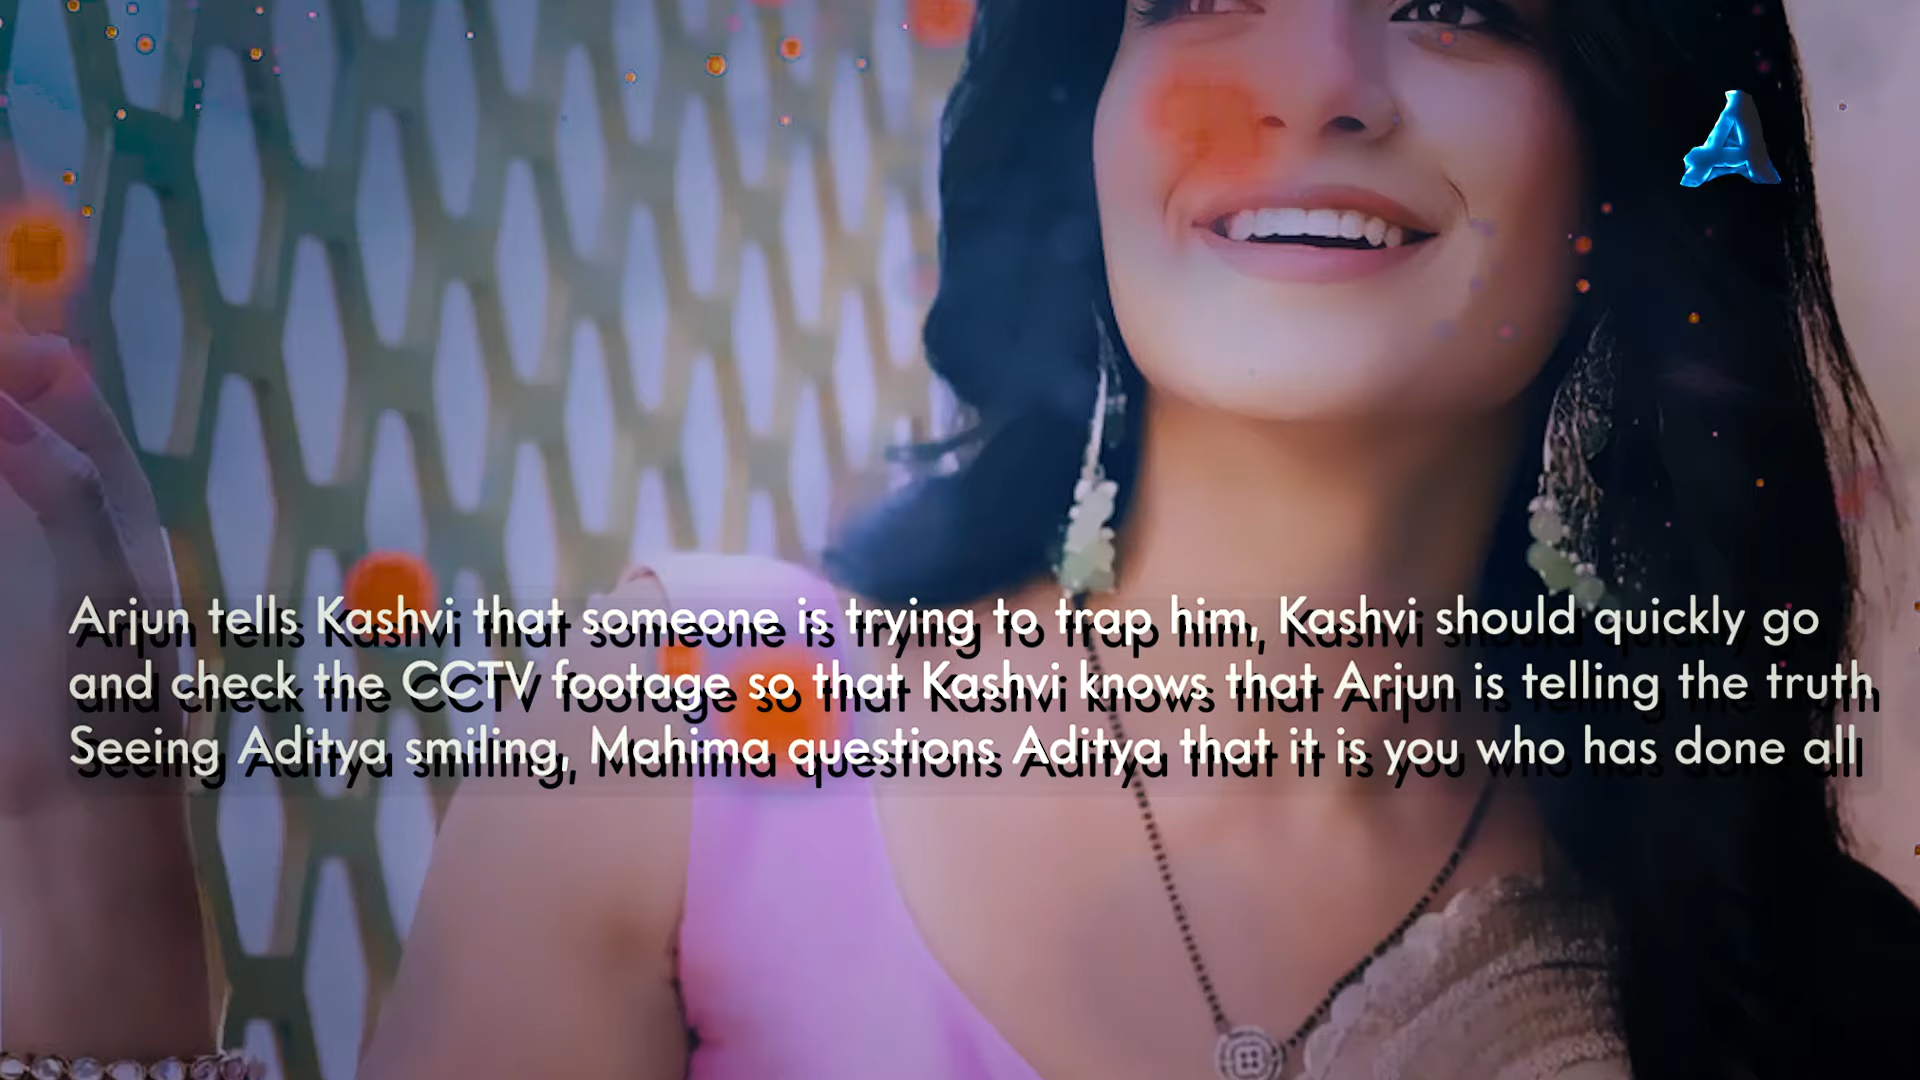 A
Arjun tells Kashvi that someone is trying to trap him, Kashvi should quickly go
and check the CCTV footage so that Kashvi knows that Arjun is telling the truth
Seeing Aditya smiling, Mahima questions Aditya that it is you who has done all